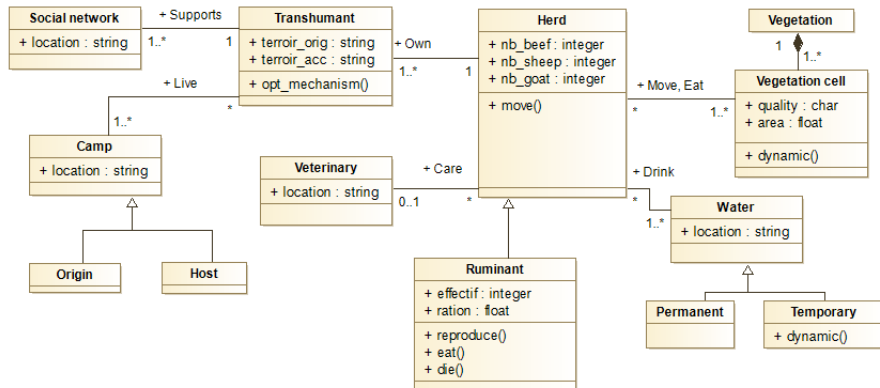 Social network
+ location : string
+ Supports
1..*
1
Transhumant
+ terroir_orig : string
+ terroir_acc : string
+ opt_mechanism()
+ Own
1..*
1
Herd
+ nb_beef : integer
+ nb_sheep : integer
+ nb_goat : integer
+ move()
Vegetation
1
1..*
Vegetation cell
+ quality : char
+ area : float
+ dynamic()
+ Move, Eat
*
1..*
+ Live
*
1..*
Camp
+ location : string
Origin
Host
Veterinary
+ location : string
+ Care
0..1
*
+ Drink
*
1..*
Water
+ location : string
Permanent
Temporary
+ dynamic()
Ruminant
+ effectif : integer
+ ration : float
+ reproduce()
+ eat()
+ die()